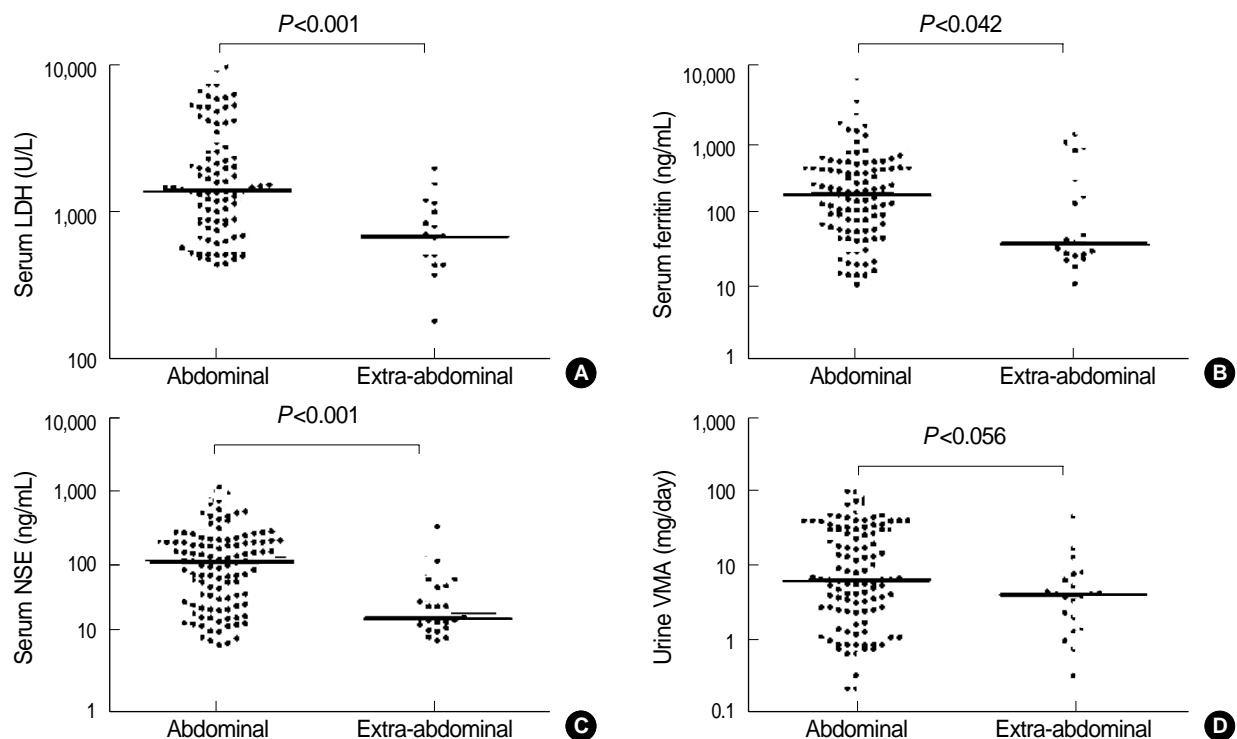 P<0.001
10,000
1,000
100
Serum LDH (U/L)
Abdominal
Extra-abdominal
A
P<0.042
10,000
1,000
100
10
1
Serum ferritin (ng/mL)
Abdominal
Extra-abdominal
B
P<0.001
10,000
1,000
100
10
1
Serum NSE (ng/mL)
Abdominal
Extra-abdominal
C
P<0.056
1,000
100
10
1
0.1
Urine VMA (mg/day)
Abdominal
Extra-abdominal
D